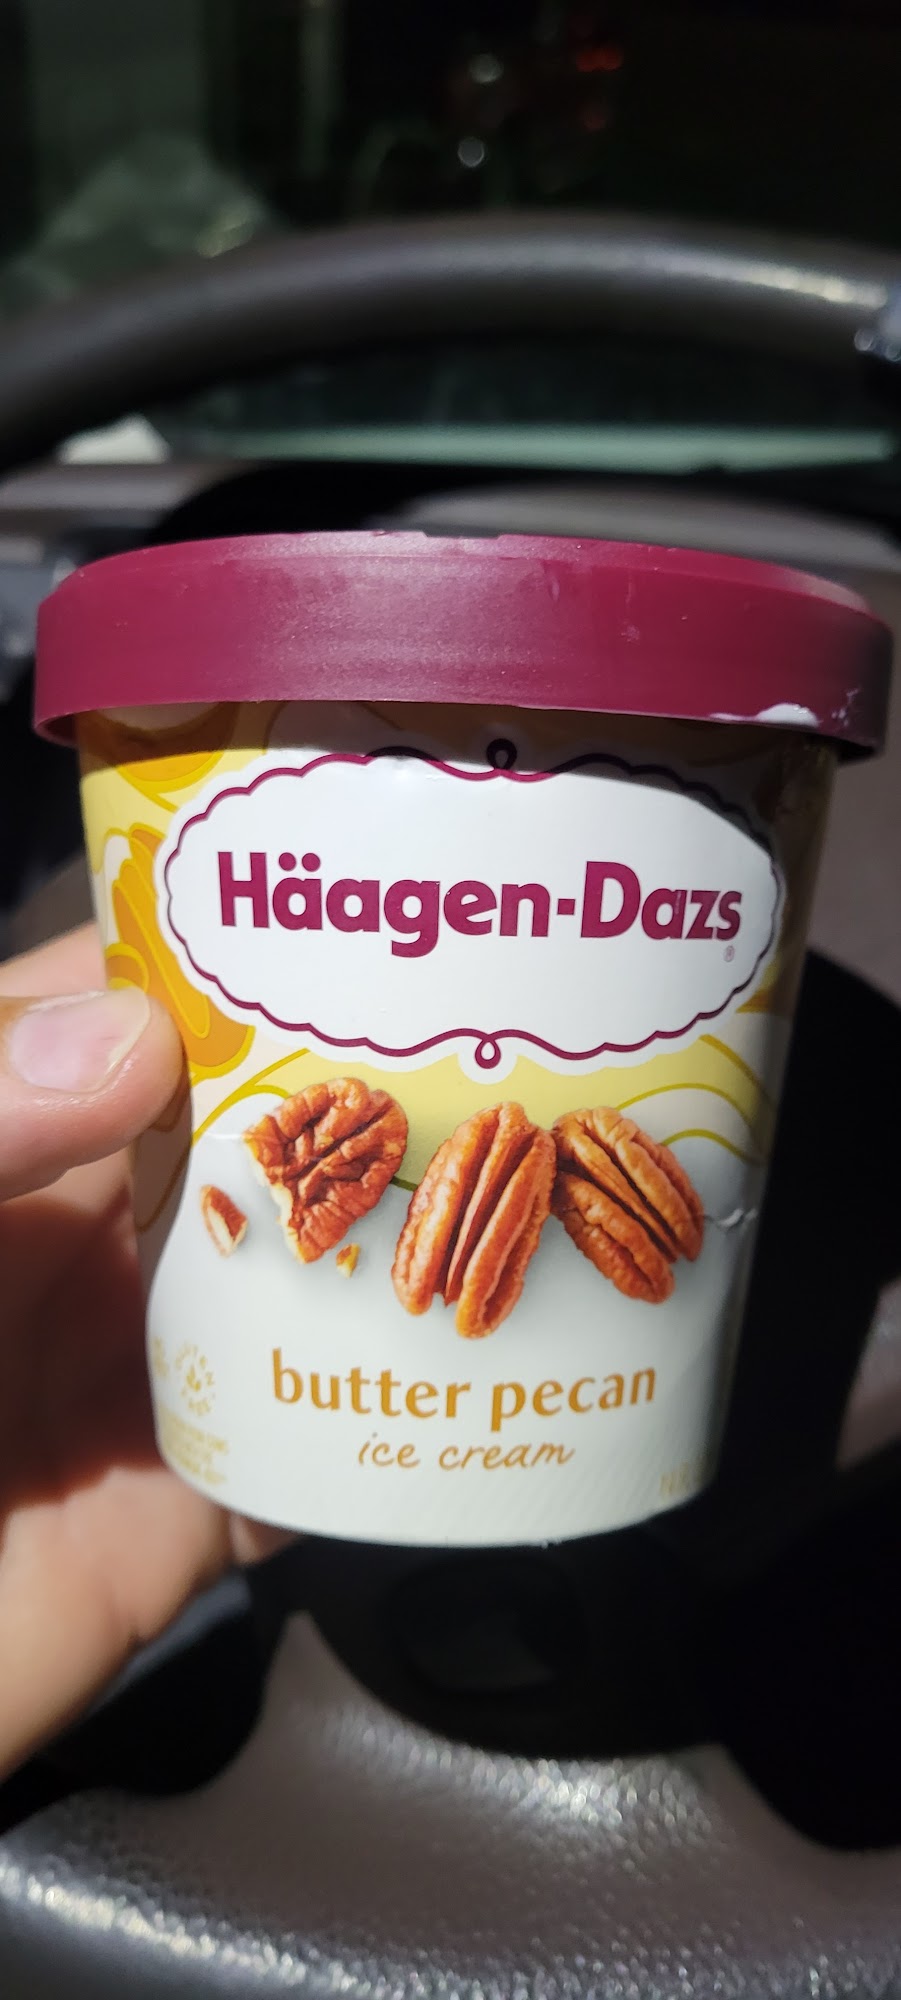 Häagen-Dazs
®
butter pecan
ice cream